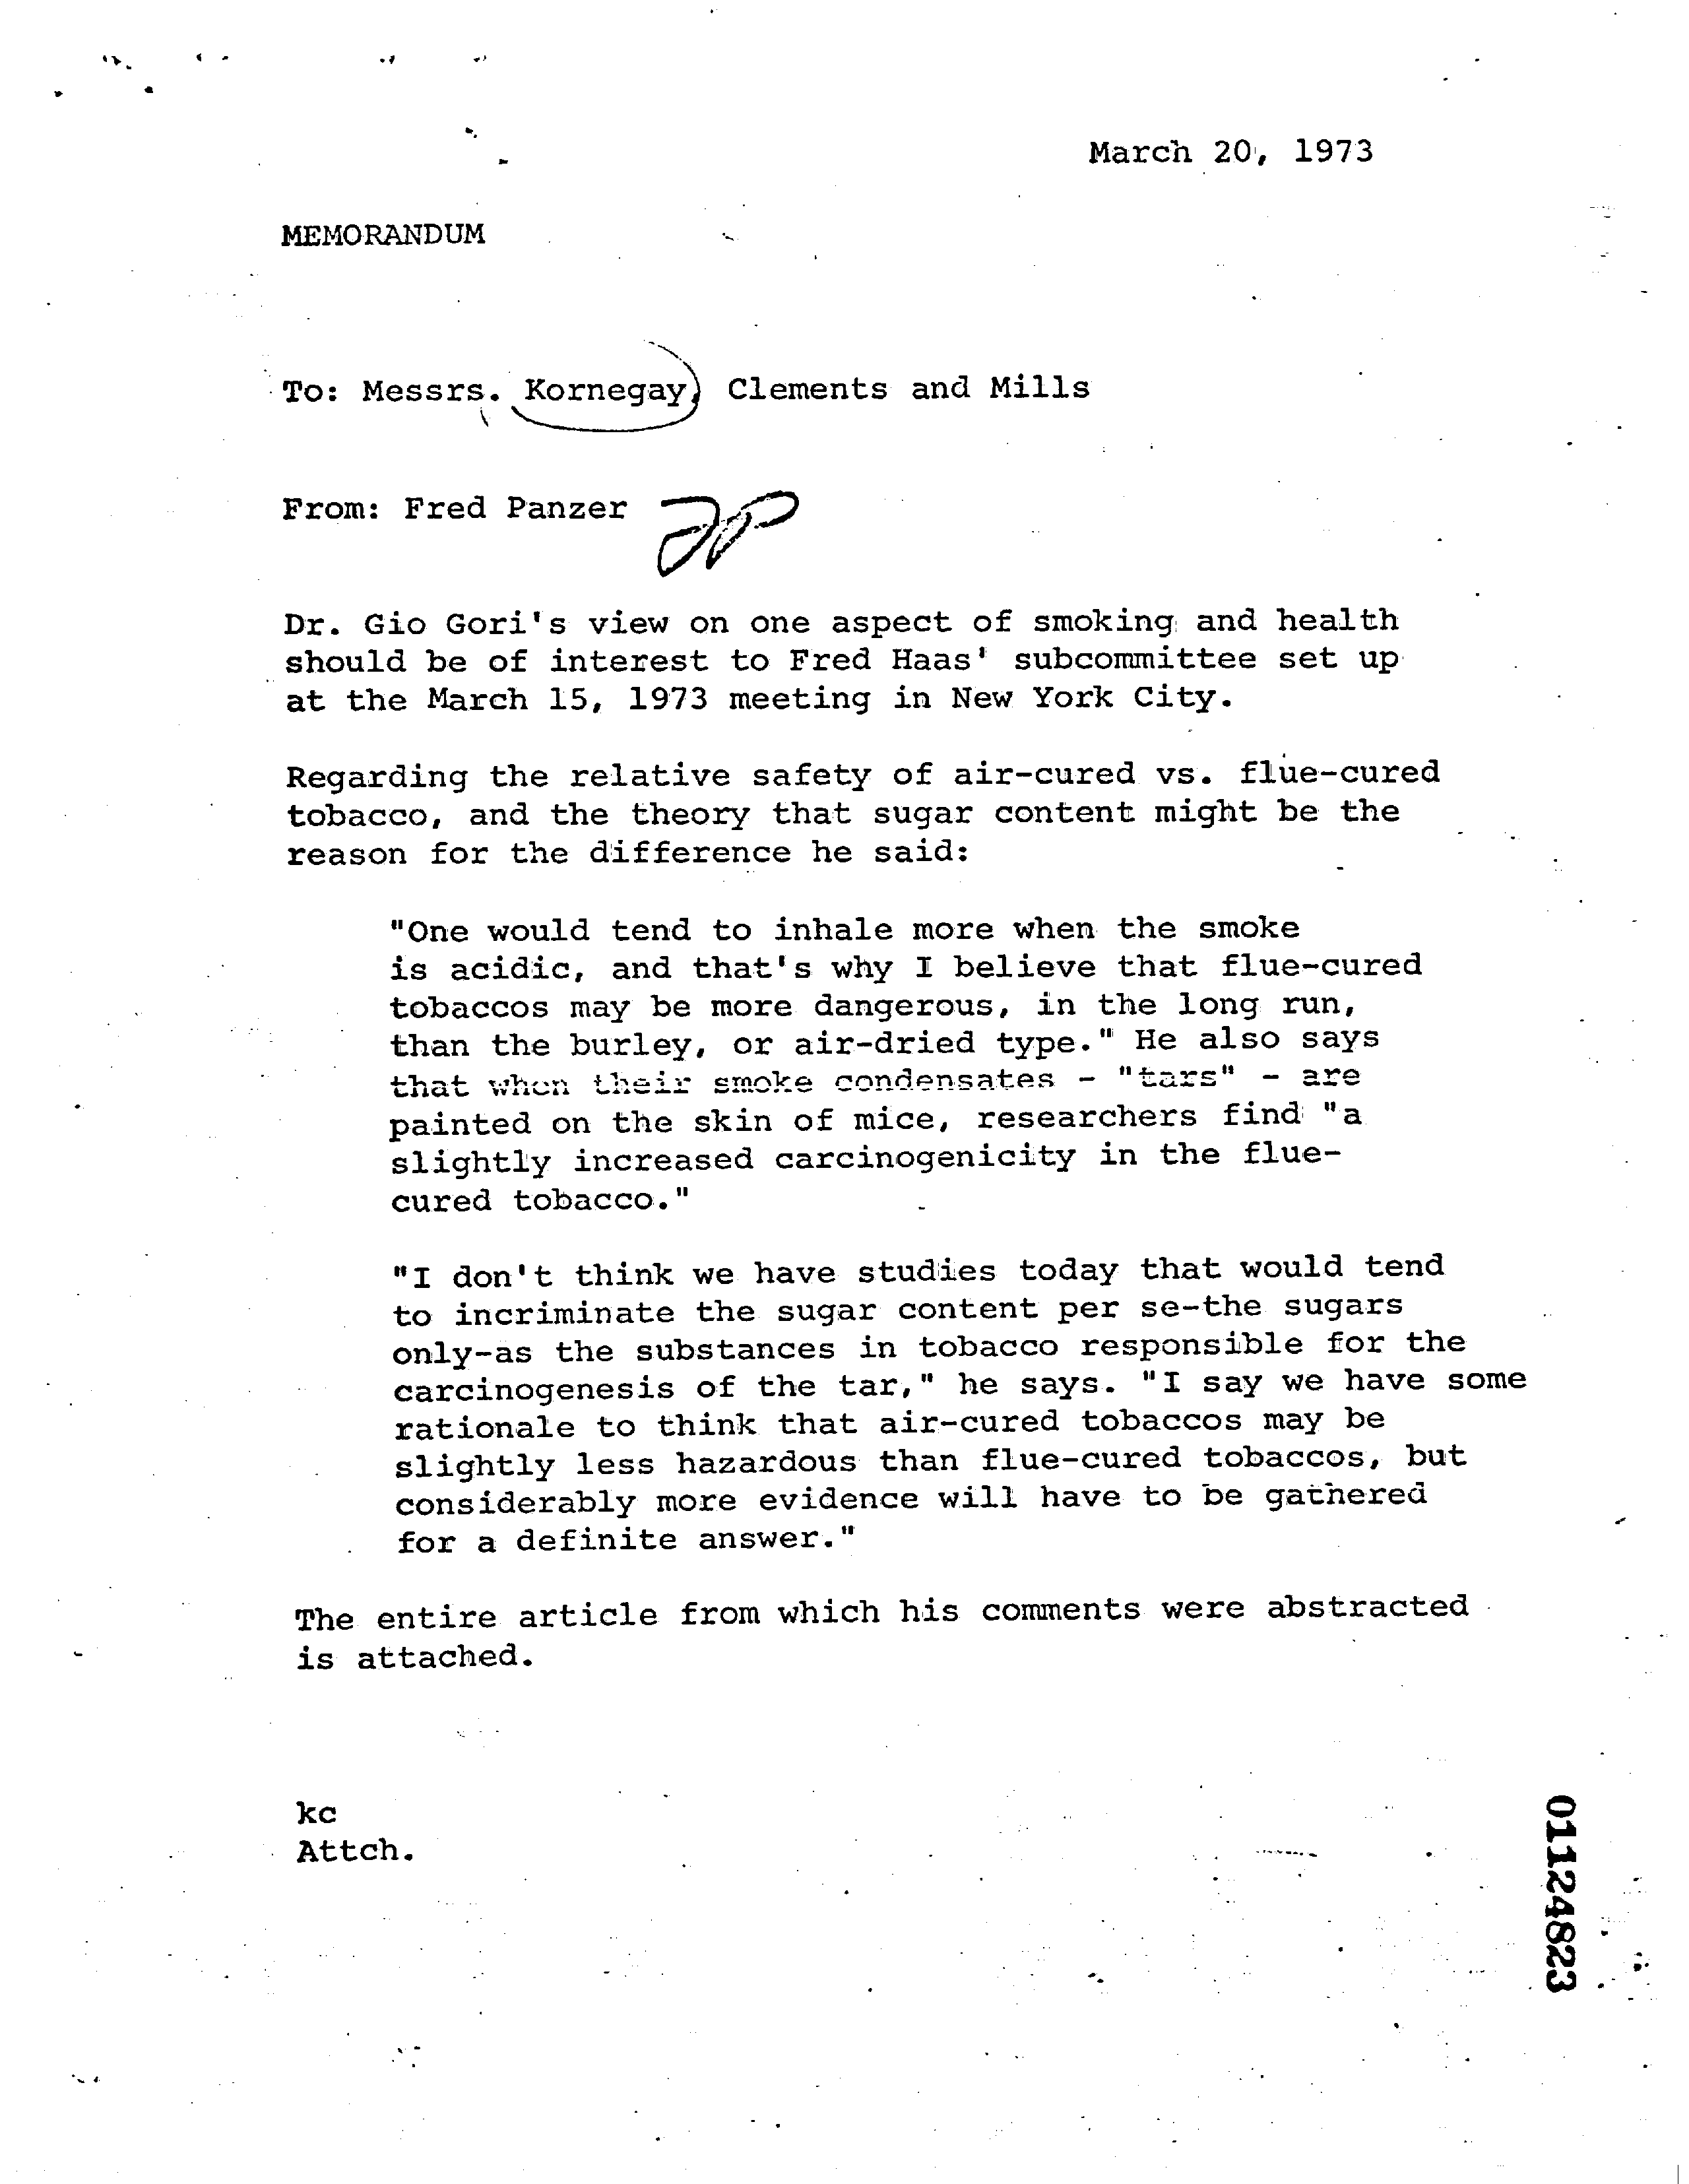 March 20, 1973
MEMORANDUM
To: Messrs. Kornegay, Clements and Mills
From: Fred Panzer FP
Dr. Gio Gori's view on one aspect of smoking and health
should be of interest to Fred Haas' subcommittee set up
at the March 15, 1973 meeting in New York City.
Regarding the relative safety of air-cured vs. flue-cured
tobacco, and the theory that sugar content might be the
reason for the difference he said:
"One would tend to inhale more when the smoke
is acidic, and that's why I believe that flue-cured
tobaccos may be more dangerous, in the long run,
than the burley, or air-dried type." He also says
that when their smoke condensates - "tars" - are
painted on the skin of mice, researchers find "a
slightly increased carcinogenicity in the flue-
cured tobacco."
"I don't think we have studies today that would tend
to incriminate the sugar content per se-the sugars
only-as the substances in tobacco responsible for the
carcinogenesis of the tar," he says. "I say we have some
rationale to think that air-cured tobaccos may be
slightly less hazardous than flue-cured tobaccos, but
considerably more evidence will have to be gathered
for a definite answer."
The entire article from which his comments were abstracted
is attached.
kc
Attch.
01124823